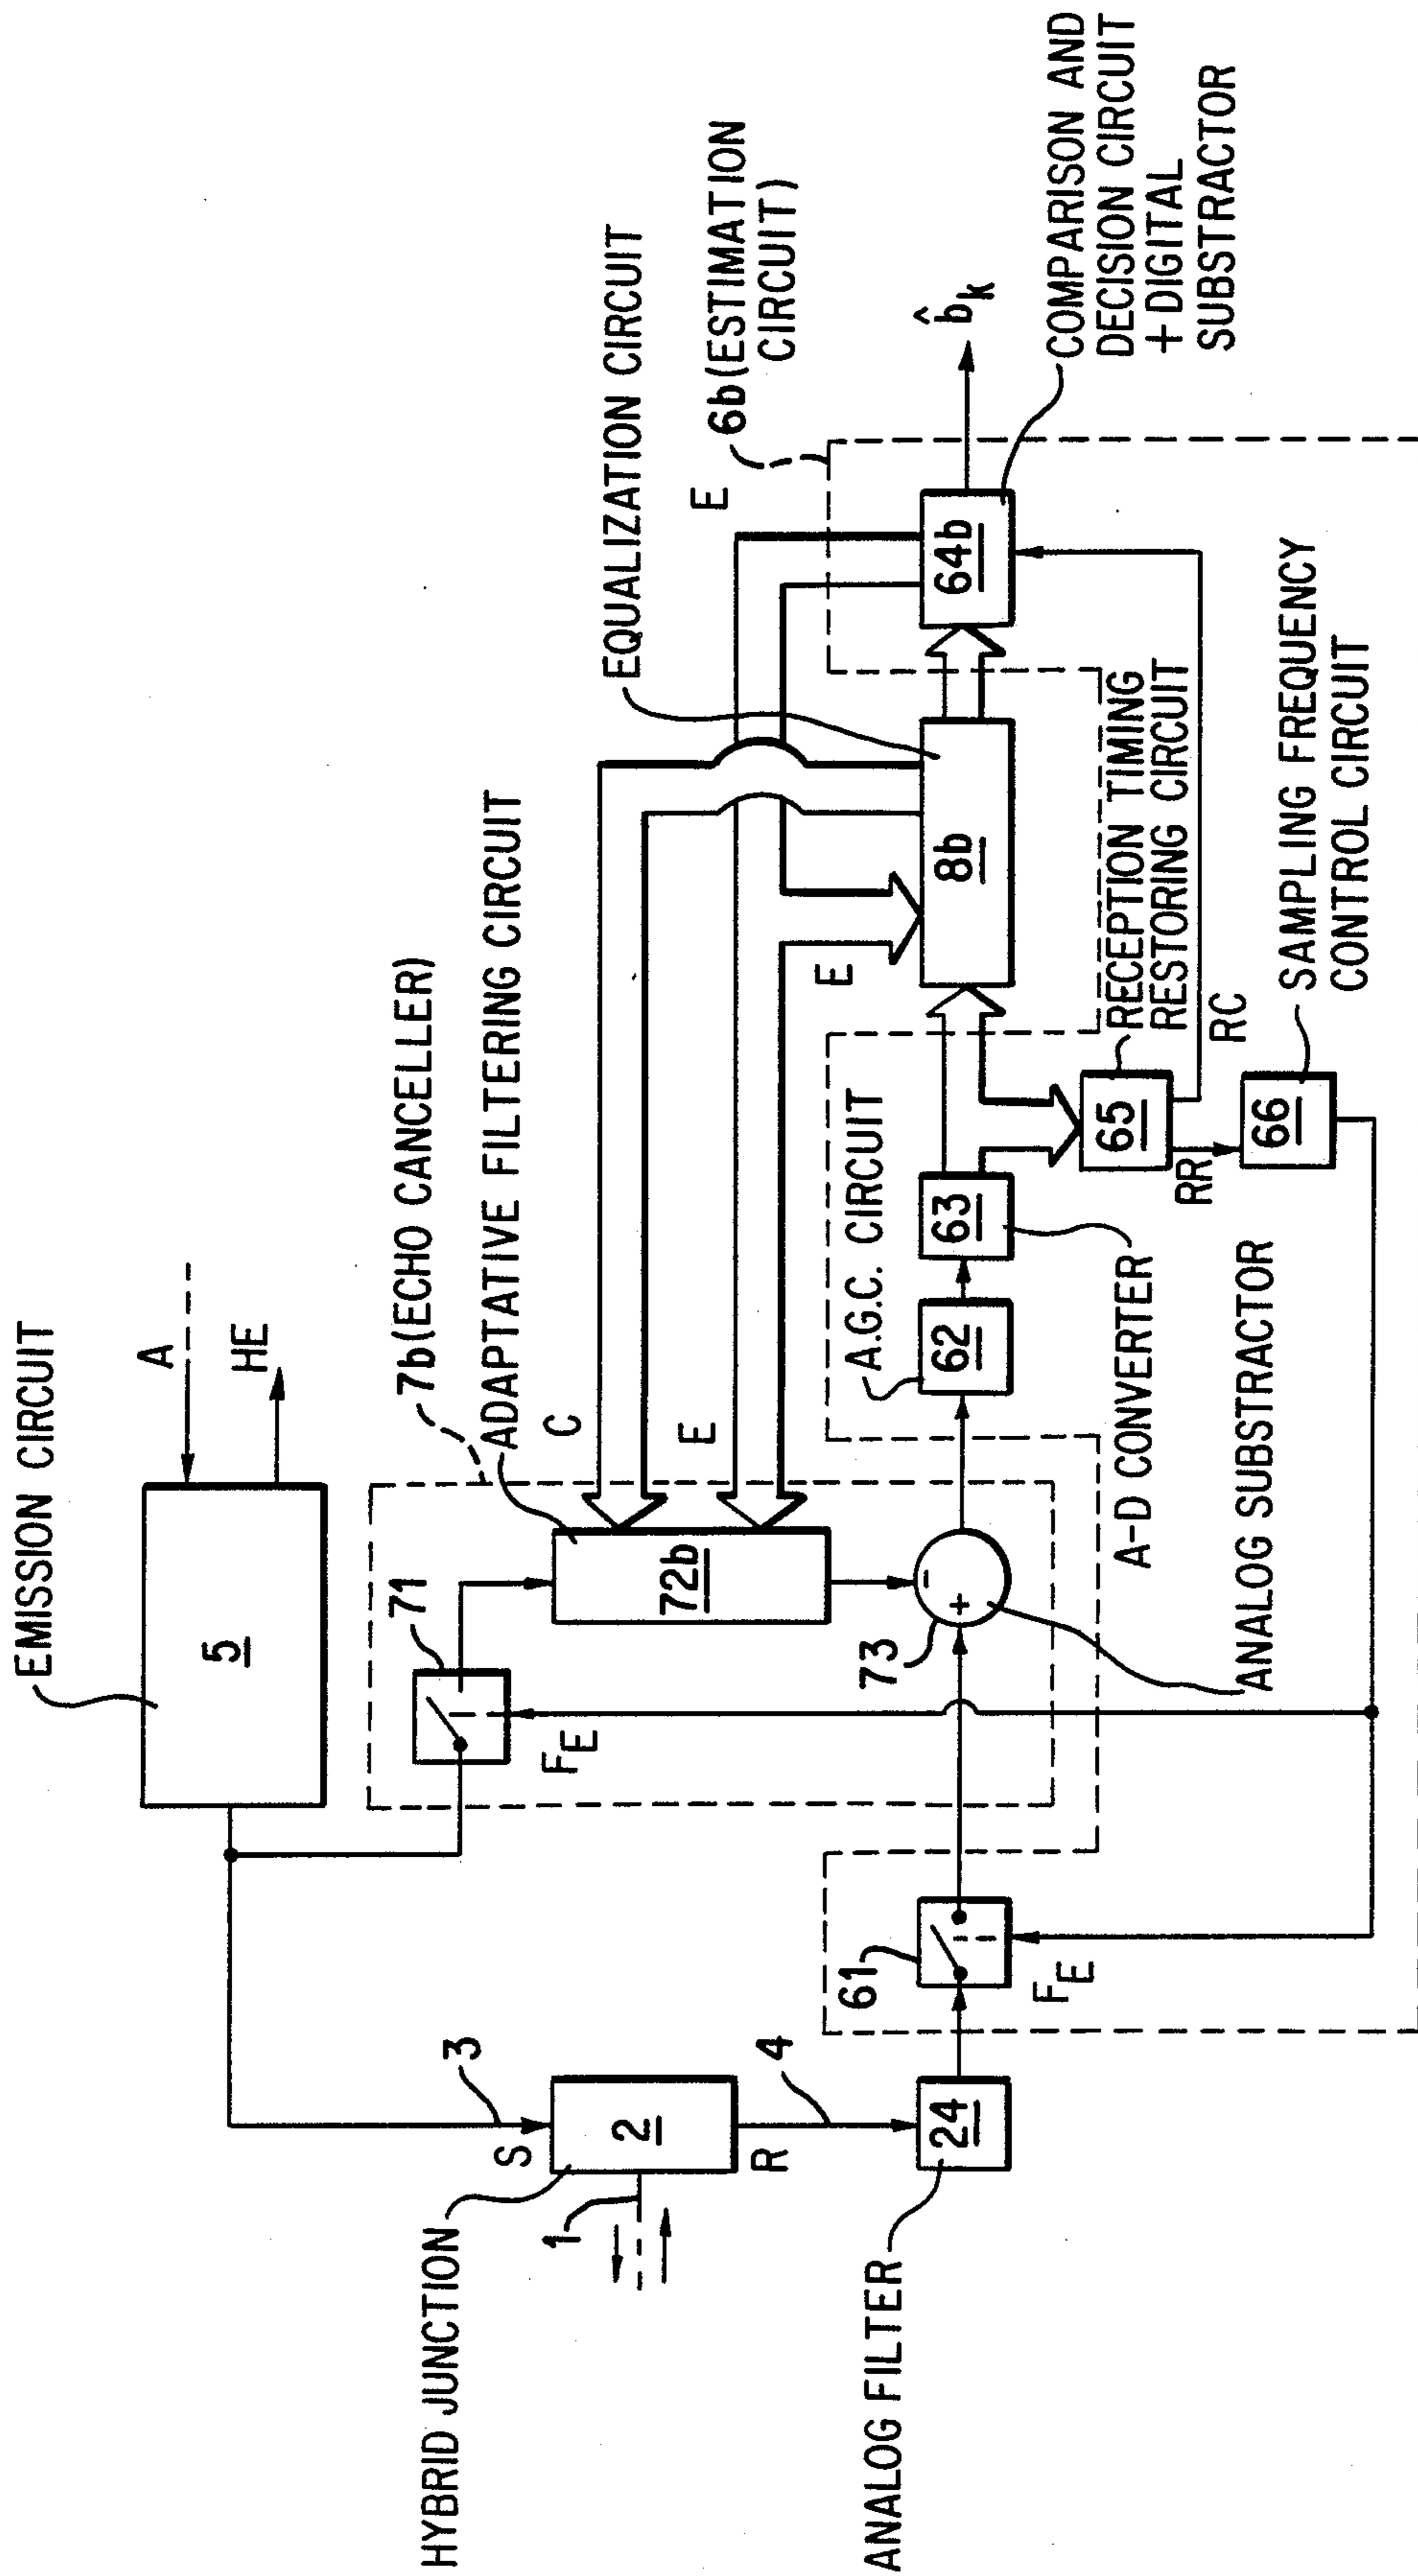 EMISSION CIRCUIT
5
A
HE
7b(ECHO CANCELLER)
ADAPTATIVE FILTERING CIRCUIT
71
72b
C
E
F_E
73
+
-
HYBRID JUNCTION
S
3
2
1
R
4
ANALOG FILTER
24
61
F_E
A.G.C. CIRCUIT
62
63
A-D CONVERTER
ANALOG SUBSTRACTOR
EQUALIZATION CIRCUIT
8b
E
E
6b(ESTIMATION
CIRCUIT)
64b
b̂_k
COMPARISON AND
DECISION CIRCUIT
+ DIGITAL
SUBSTRACTOR
65
RECEPTION TIMING
RESTORING CIRCUIT
RR
RC
66
SAMPLING FREQUENCY
CONTROL CIRCUIT